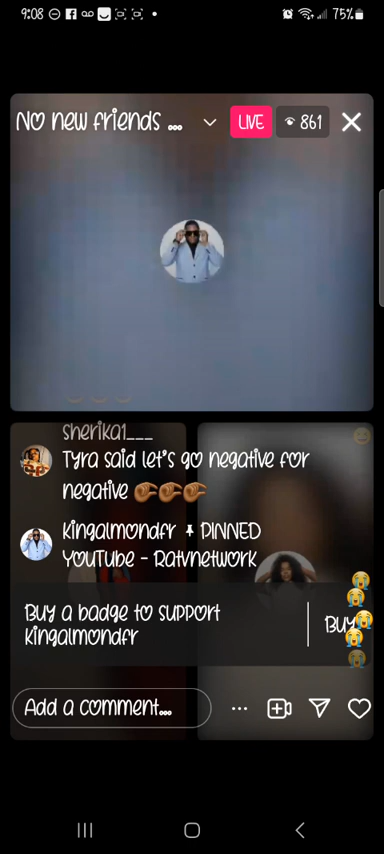 9:08
75%
No new friends ...
LIVE
861
sherika1___
Tyra said let's go negative for
negative 🤏🏾🤏🏾🤏🏾
Kingalmondfr 📌 PINNED
YouTube - Ratvnetwork
Buy a badge to support
Kingalmondfr
Buy
Add a comment...